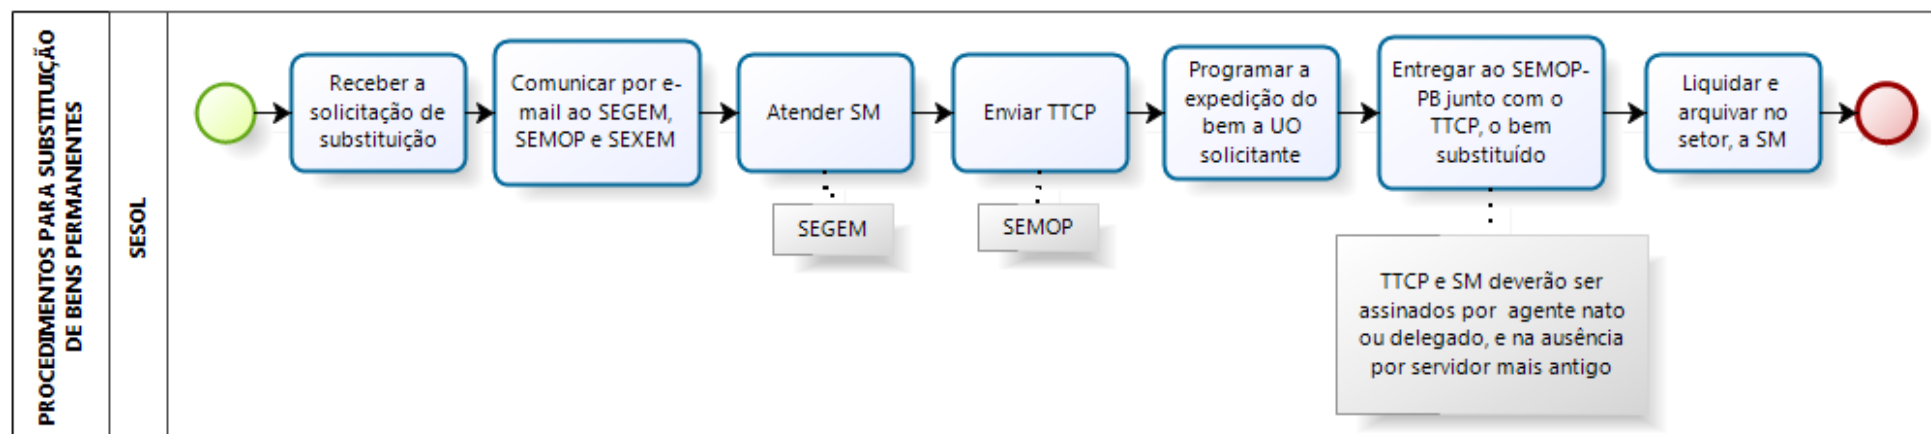 PROCEDIMENTOS PARA SUBSTITUIÇÃO
DE BENS PERMANENTES
SESOL
Receber a
solicitação de
substituição
Comunicar por e-
mail ao SEGEM,
SEMOP e SEXEM
Atender SM
SEGEM
Enviar TTCP
SEMOP
Programar a
expedição do
bem a UO
solicitante
Entregar ao SEMOP-
PB junto com o
TTCP, o bem
substituído
TTCP e SM deverão ser
assinados por agente nato
ou delegado, e na ausência
por servidor mais antigo
Liquidar e
arquivar no
setor, a SM